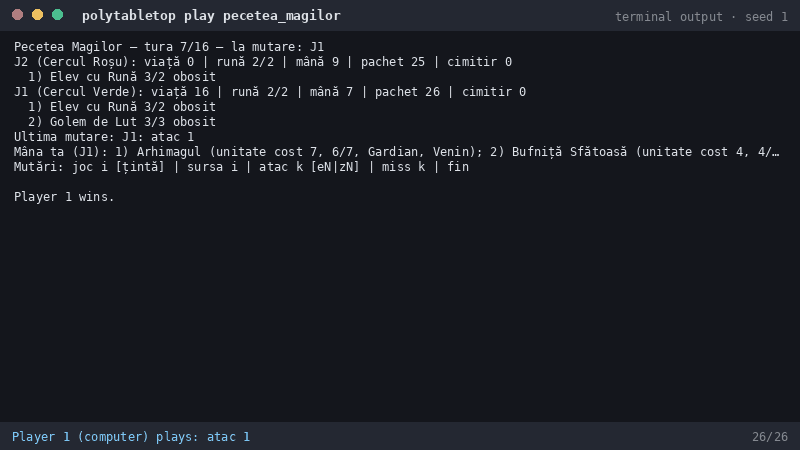 polytabletop play pecetea_magilor
terminal output · seed 1
Pecetea Magilor — tura 7/16 — la mutare: J1
J2 (Cercul Roșu): viață 0 | rună 2/2 | mână 9 | pachet 25 | cimitir 0
1) Elev cu Rună 3/2 obosit
J1 (Cercul Verde): viață 16 | rună 2/2 | mână 7 | pachet 26 | cimitir 0
1) Elev cu Rună 3/2 obosit
2) Golem de Lut 3/3 obosit
Ultima mutare: J1: atac 1
Mâna ta (J1): 1) Arhimagul (unitate cost 7, 6/7, Gardian, Venin); 2) Bufniță Sfătoasă (unitate cost 4, 4/…
Mutări: joc i [țintă] | sursa i | atac k [eN|zN] | miss k | fin
Player 1 wins.
Player 1 (computer) plays: atac 1
26/26